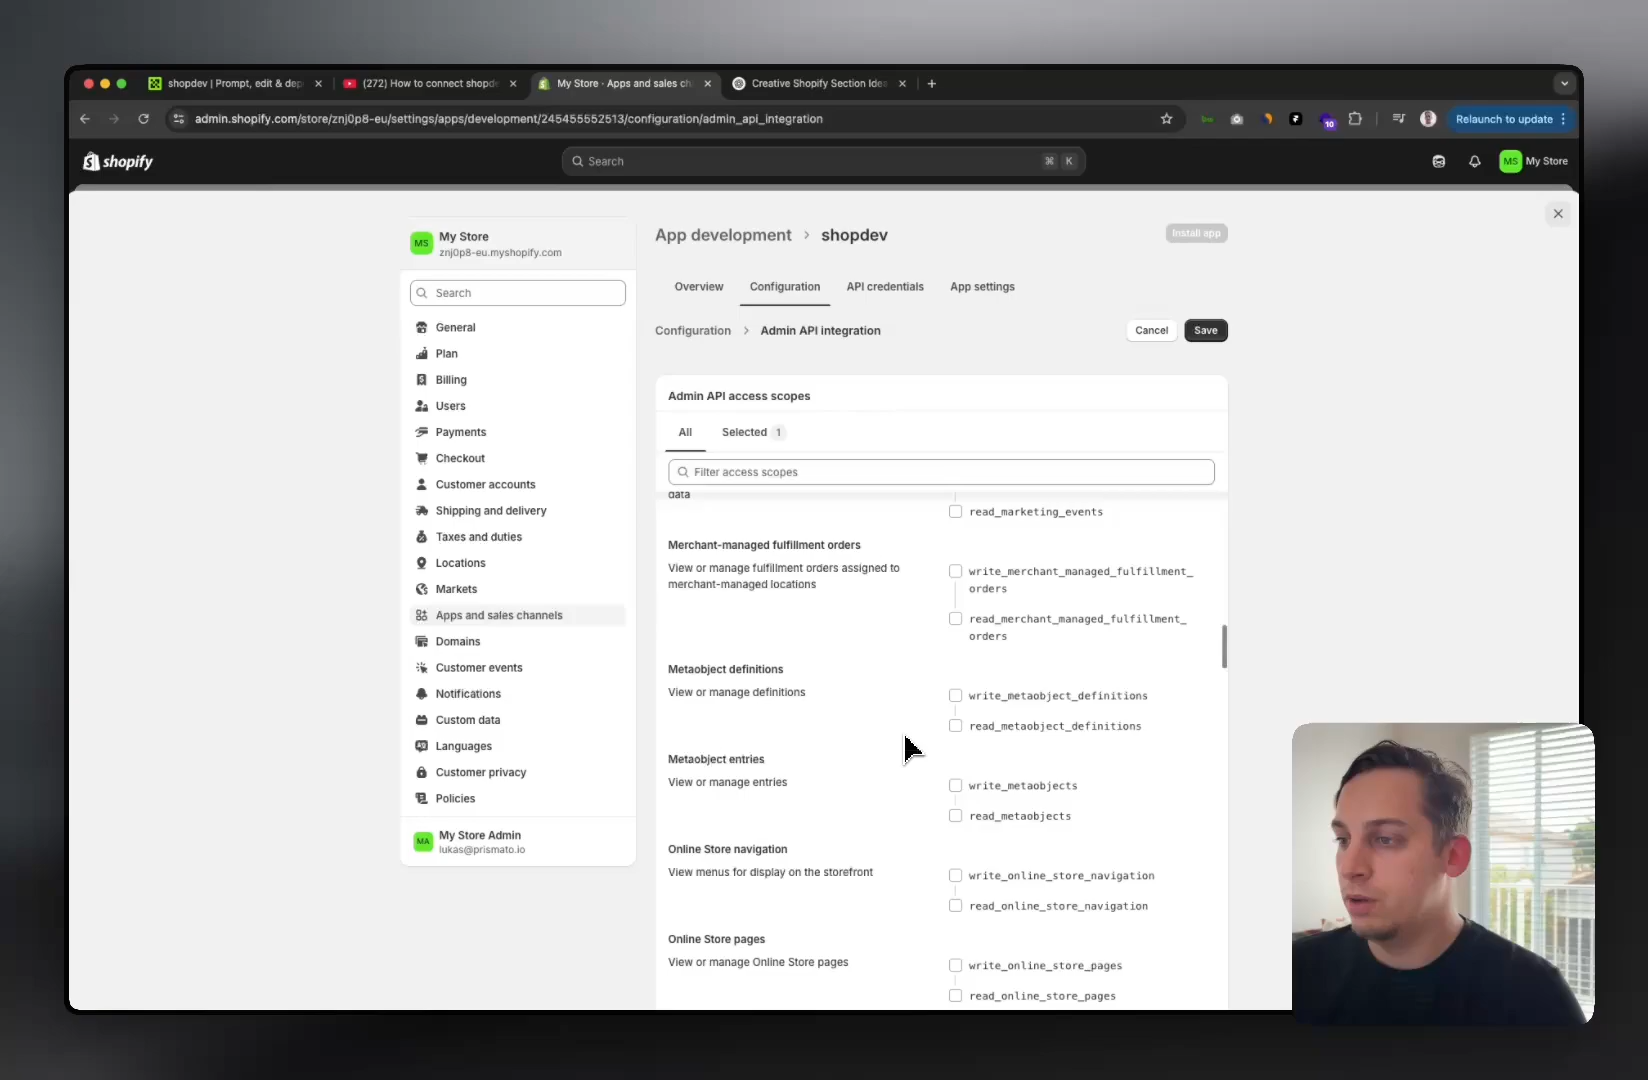 shopdev | Prompt, edit & dep
(272) How to connect shopd
My Store · Apps and sales ch
Creative Shopify Section Idea
admin.shopify.com/store/znj0p8-eu/settings/apps/development/245455552513/configuration/admin_api_integration
10
Relaunch to update
shopify
Search
⌘ K
MS My Store
MS
My Store
znj0p8-eu.myshopify.com
Search
General
Plan
Billing
Users
Payments
Checkout
Customer accounts
Shipping and delivery
Taxes and duties
Locations
Markets
Apps and sales channels
Domains
Customer events
Notifications
Custom data
Languages
Customer privacy
Policies
MA
My Store Admin
lukas@prismato.io
App development › shopdev
Install app
Overview
Configuration
API credentials
App settings
Configuration › Admin API integration
Cancel
Save
Admin API access scopes
All
Selected 1
Filter access scopes
data
read_marketing_events
Merchant-managed fulfillment orders
View or manage fulfillment orders assigned to
merchant-managed locations
write_merchant_managed_fulfillment_
orders
read_merchant_managed_fulfillment_
orders
Metaobject definitions
View or manage definitions
write_metaobject_definitions
read_metaobject_definitions
Metaobject entries
View or manage entries
write_metaobjects
read_metaobjects
Online Store navigation
View menus for display on the storefront
write_online_store_navigation
read_online_store_navigation
Online Store pages
View or manage Online Store pages
write_online_store_pages
read_online_store_pages